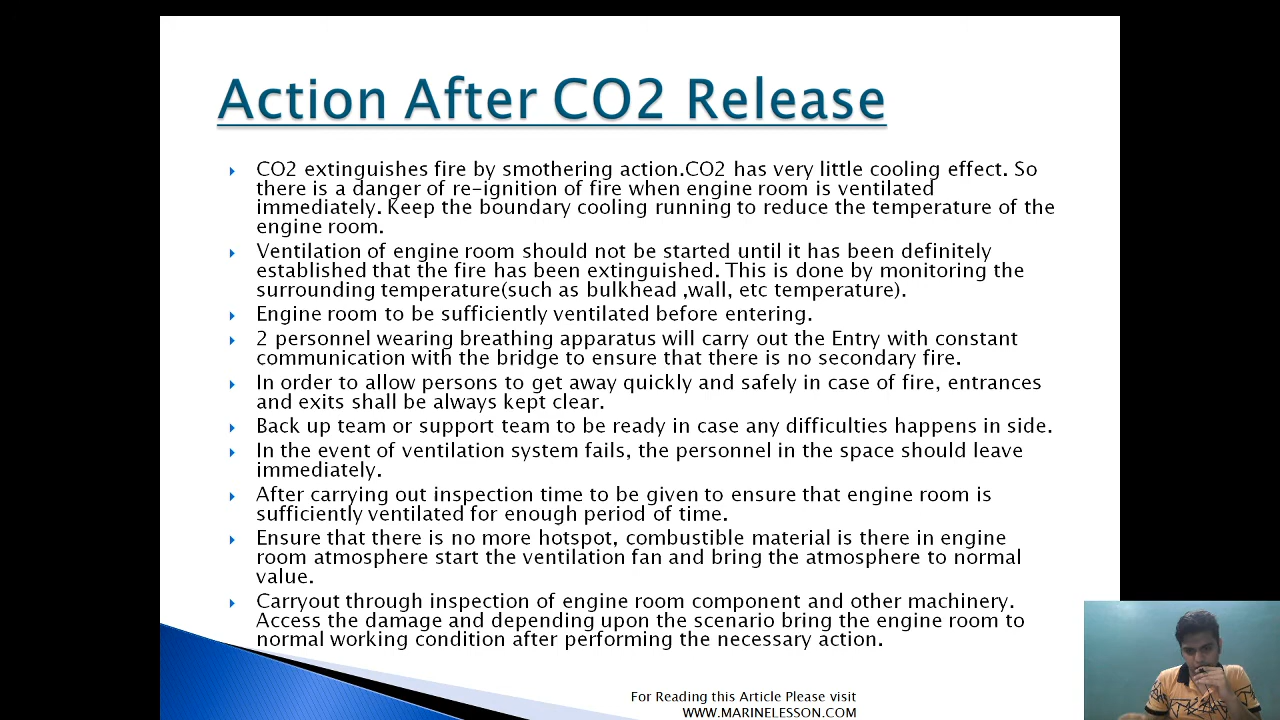 Action After CO2 Release
CO2 extinguishes fire by smothering action.CO2 has very little cooling effect. So
there is a danger of re-ignition of fire when engine room is ventilated
immediately. Keep the boundary cooling running to reduce the temperature of the
engine room.
Ventilation of engine room should not be started until it has been definitely
established that the fire has been extinguished. This is done by monitoring the
surrounding temperature(such as bulkhead ,wall, etc temperature).
Engine room to be sufficiently ventilated before entering.
2 personnel wearing breathing apparatus will carry out the Entry with constant
communication with the bridge to ensure that there is no secondary fire.
In order to allow persons to get away quickly and safely in case of fire, entrances
and exits shall be always kept clear.
Back up team or support team to be ready in case any difficulties happens in side.
In the event of ventilation system fails, the personnel in the space should leave
immediately.
After carrying out inspection time to be given to ensure that engine room is
sufficiently ventilated for enough period of time.
Ensure that there is no more hotspot, combustible material is there in engine
room atmosphere start the ventilation fan and bring the atmosphere to normal
value.
Carryout through inspection of engine room component and other machinery.
Access the damage and depending upon the scenario bring the engine room to
normal working condition after performing the necessary action.
For Reading this Article Please visit
WWW.MARINELESSON.COM